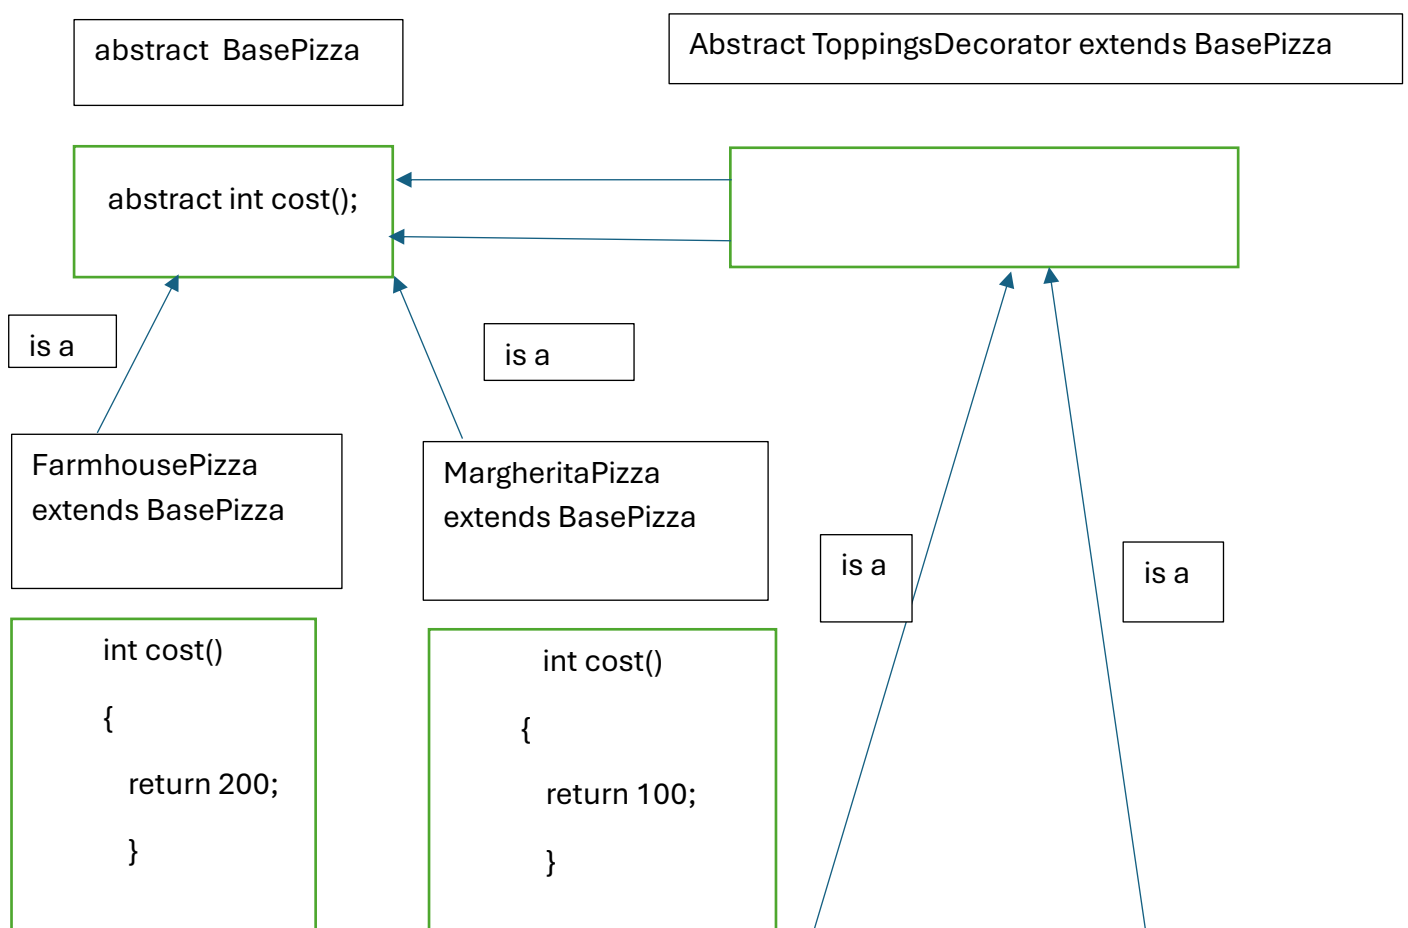 abstract  BasePizza
Abstract ToppingsDecorator extends BasePizza
abstract int cost();
is a
is a
FarmhousePizza
extends BasePizza
MargheritaPizza
extends BasePizza
is a
is a
int cost()
{
return 200;
}
int cost()
{
return 100;
}